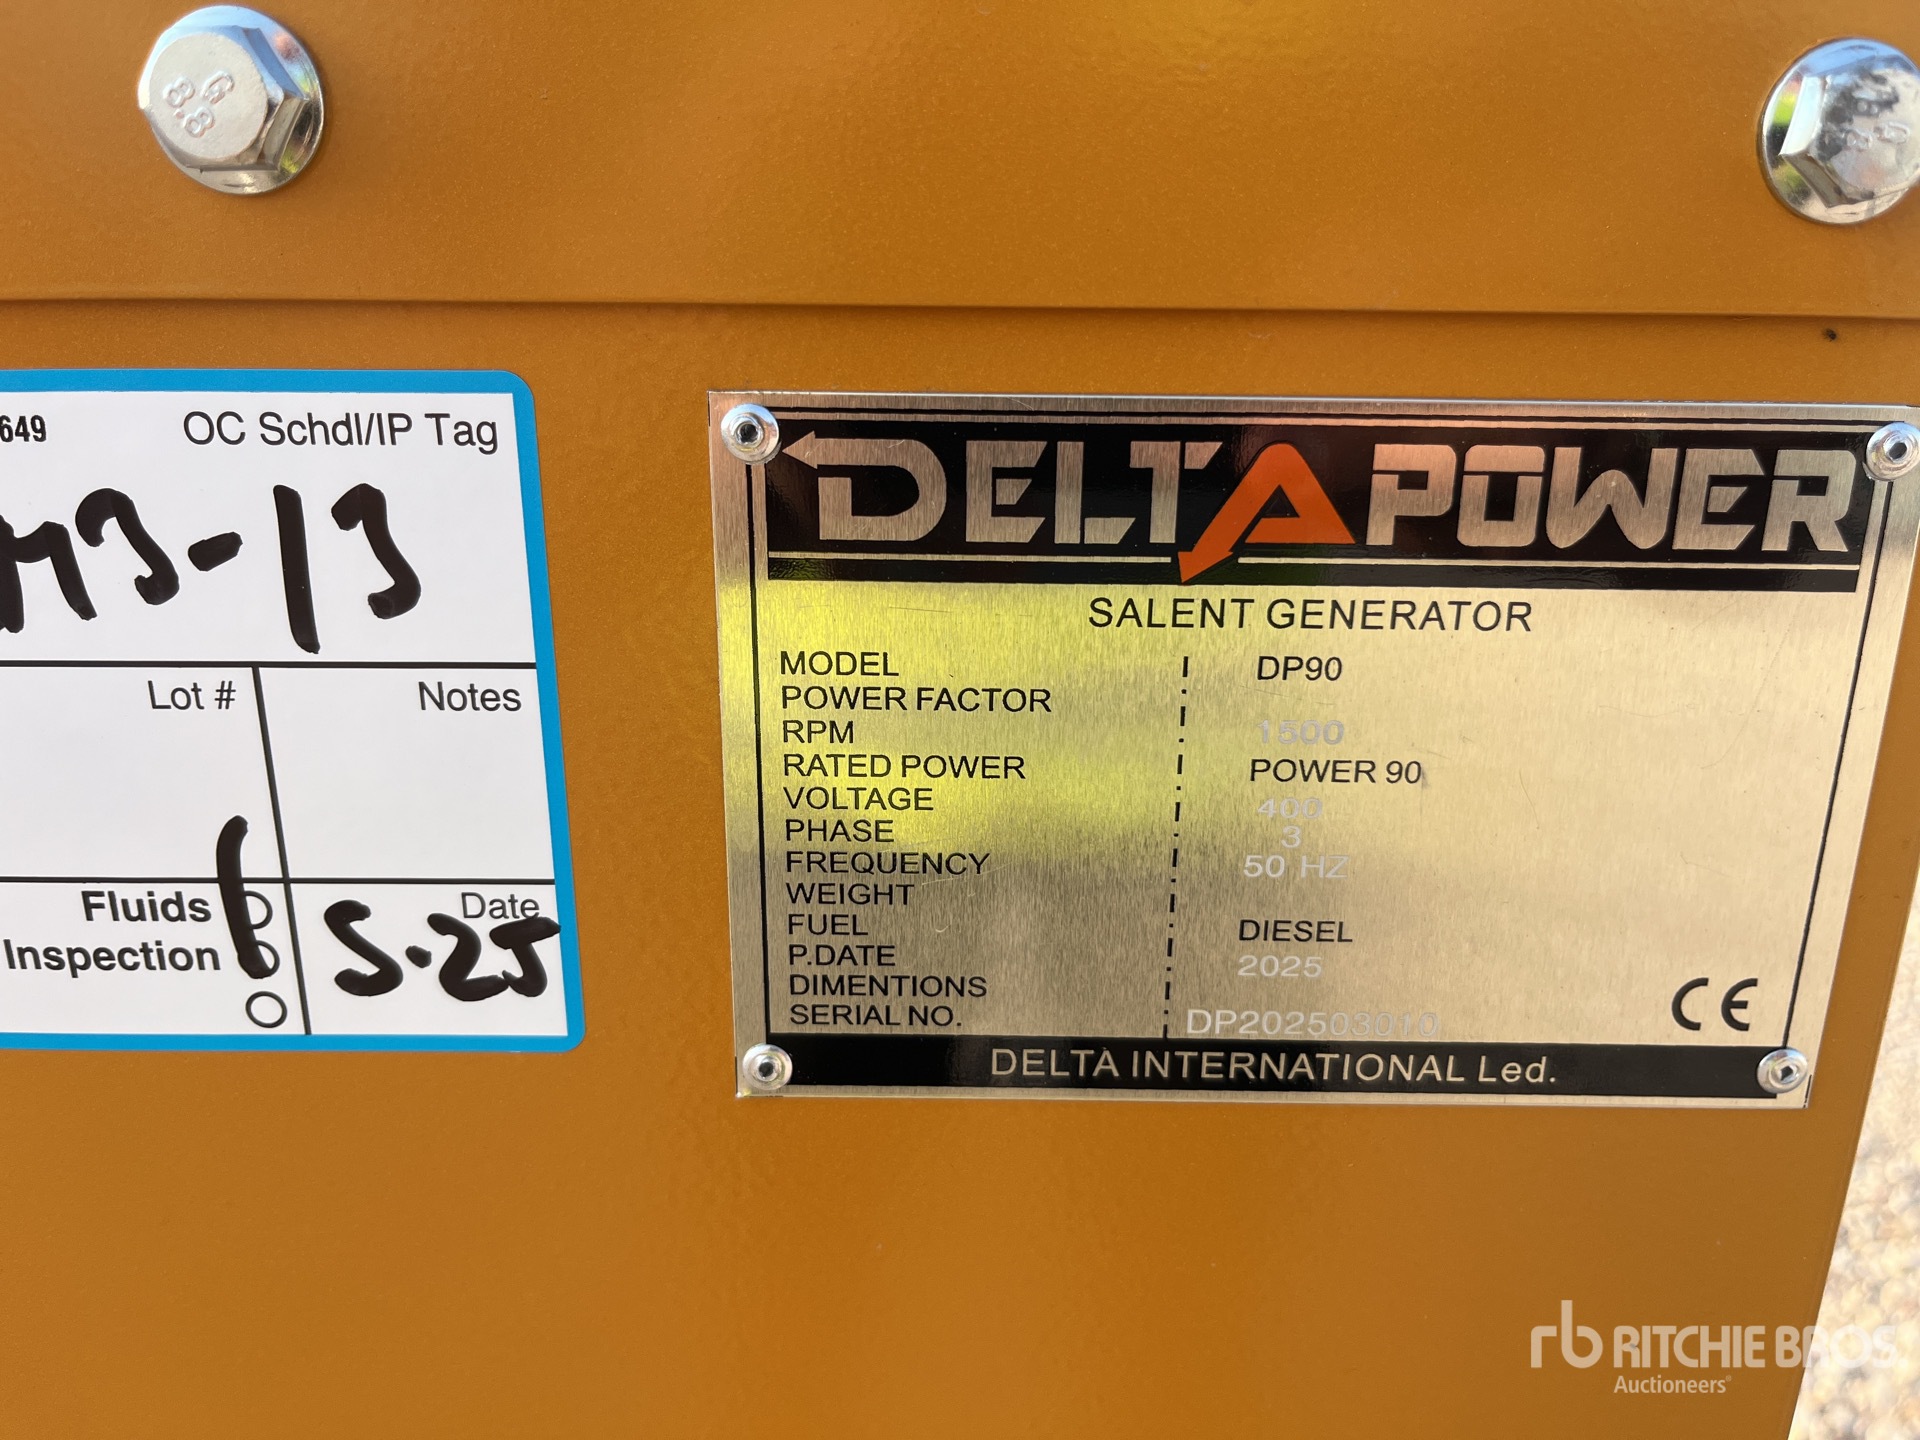 G
8.8
649 OC Schdl/IP Tag
-13
Lot # Notes
Fluids
Inspection
Date
5.25
DELTAPOWER
SALENT GENERATOR
MODEL DP90
POWER FACTOR
RPM 1500
RATED POWER POWER 90
VOLTAGE 400
PHASE 3
FREQUENCY 50 HZ
WEIGHT
FUEL DIESEL
P.DATE 2025
DIMENTIONS
SERIAL NO. DP202503010
CE
DELTA INTERNATIONAL Led.
rb RITCHIE BROS
Auctioneers